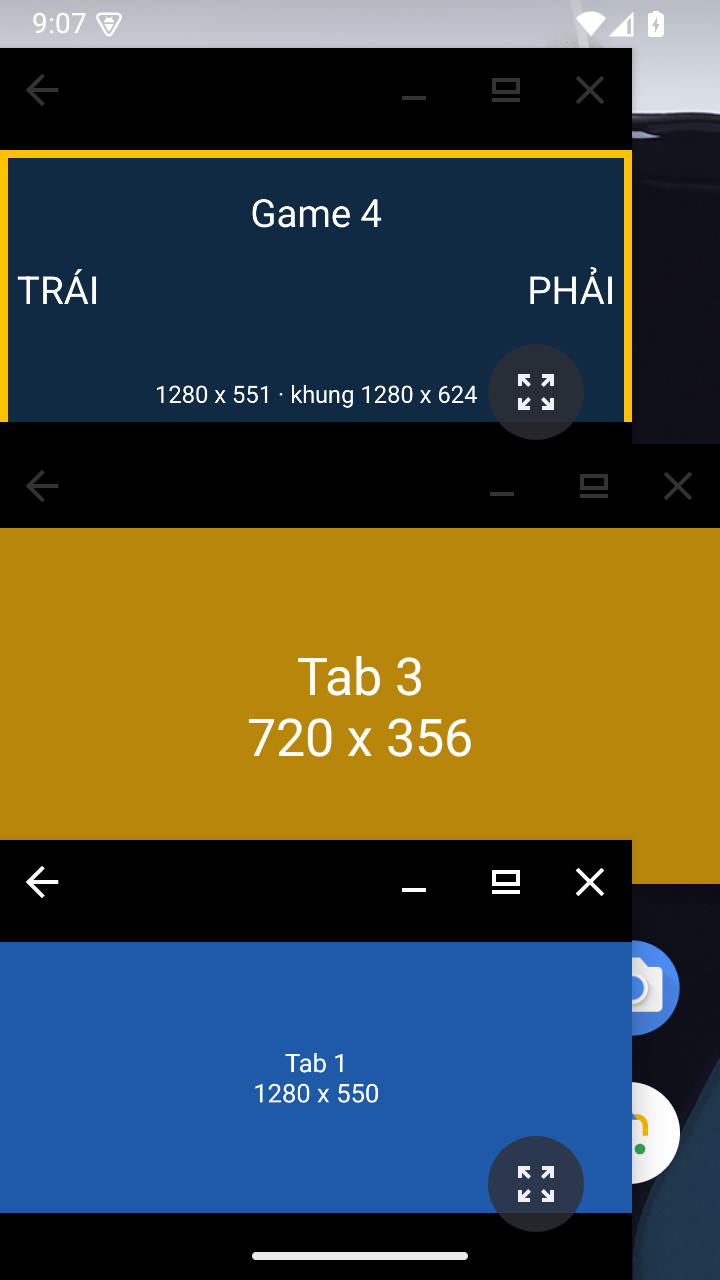 9:07
Game 4
TRÁI
PHẢI
1280 x 551 · khung 1280 x 624
Tab 3
720 x 356
Tab 1
1280 x 550